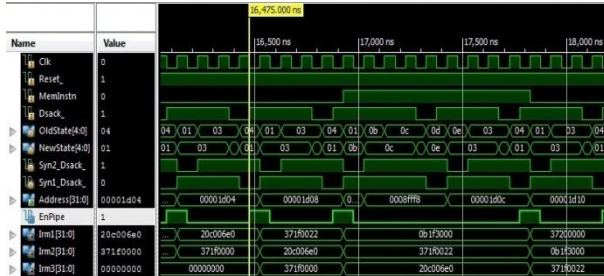 16,475.000 ns
Name Value 16,500 ns 17,000 ns 17,500 ns 18,000 ns
Clk 0
Reset_ 1
MemInstn 0
Dsack_ 1
OldState[4:0] 04 04 01 03 04 01 03 04 01 0b 0c 0d 0e 03 04 01 03 04
NewState[4:0] 01 01 03 01 03 01 0b 0c 0e 03 01 03 01
Syn2_Dsack_ 1
Syn1_Dsack_ 0
Address[31:0] 00001d04 ... 00001d04 00001d08 0... 0008fff8 00001d0c 00001d10
EnPipe 1
Irm1[31:0] 20c006e0 ... 20c006e0 371f0022 0b1f3000 37200000
Irm2[31:0] 371f0000 ... 371f0000 20c006e0 371f0022 0b1f3000
Irm3[31:0] 00000000 00000000 371f0000 20c006e0 371f0022